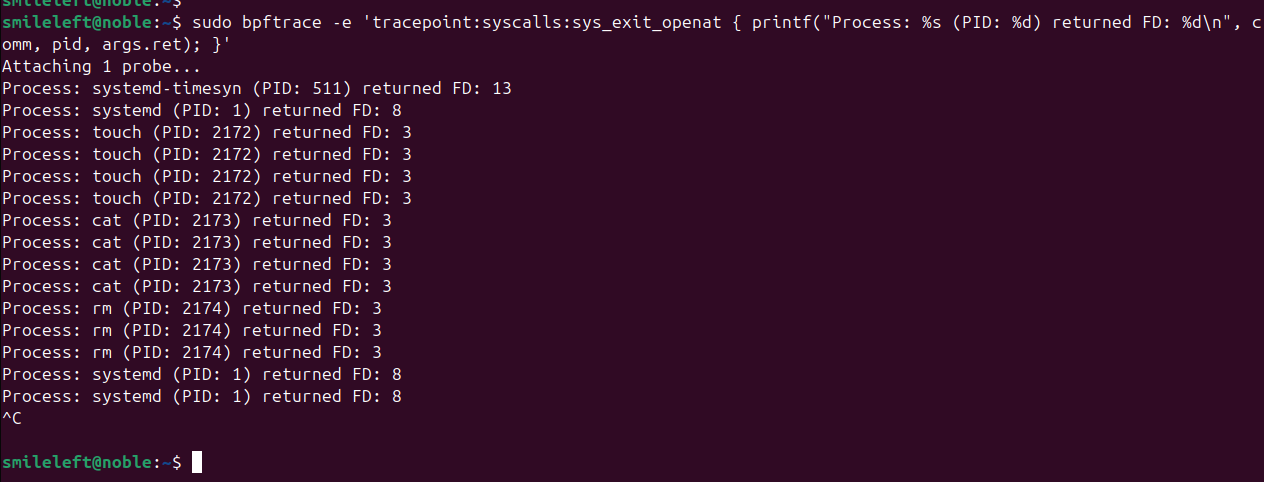 smileleft@noble:~$
smileleft@noble:~$ sudo bpftrace -e 'tracepoint:syscalls:sys_exit_openat { printf("Process: %s (PID: %d) returned FD: %d\n", c
omm, pid, args.ret); }'
Attaching 1 probe...
Process: systemd-timesyn (PID: 511) returned FD: 13
Process: systemd (PID: 1) returned FD: 8
Process: touch (PID: 2172) returned FD: 3
Process: touch (PID: 2172) returned FD: 3
Process: touch (PID: 2172) returned FD: 3
Process: touch (PID: 2172) returned FD: 3
Process: cat (PID: 2173) returned FD: 3
Process: cat (PID: 2173) returned FD: 3
Process: cat (PID: 2173) returned FD: 3
Process: cat (PID: 2173) returned FD: 3
Process: rm (PID: 2174) returned FD: 3
Process: rm (PID: 2174) returned FD: 3
Process: rm (PID: 2174) returned FD: 3
Process: systemd (PID: 1) returned FD: 8
Process: systemd (PID: 1) returned FD: 8
^C
smileleft@noble:~$